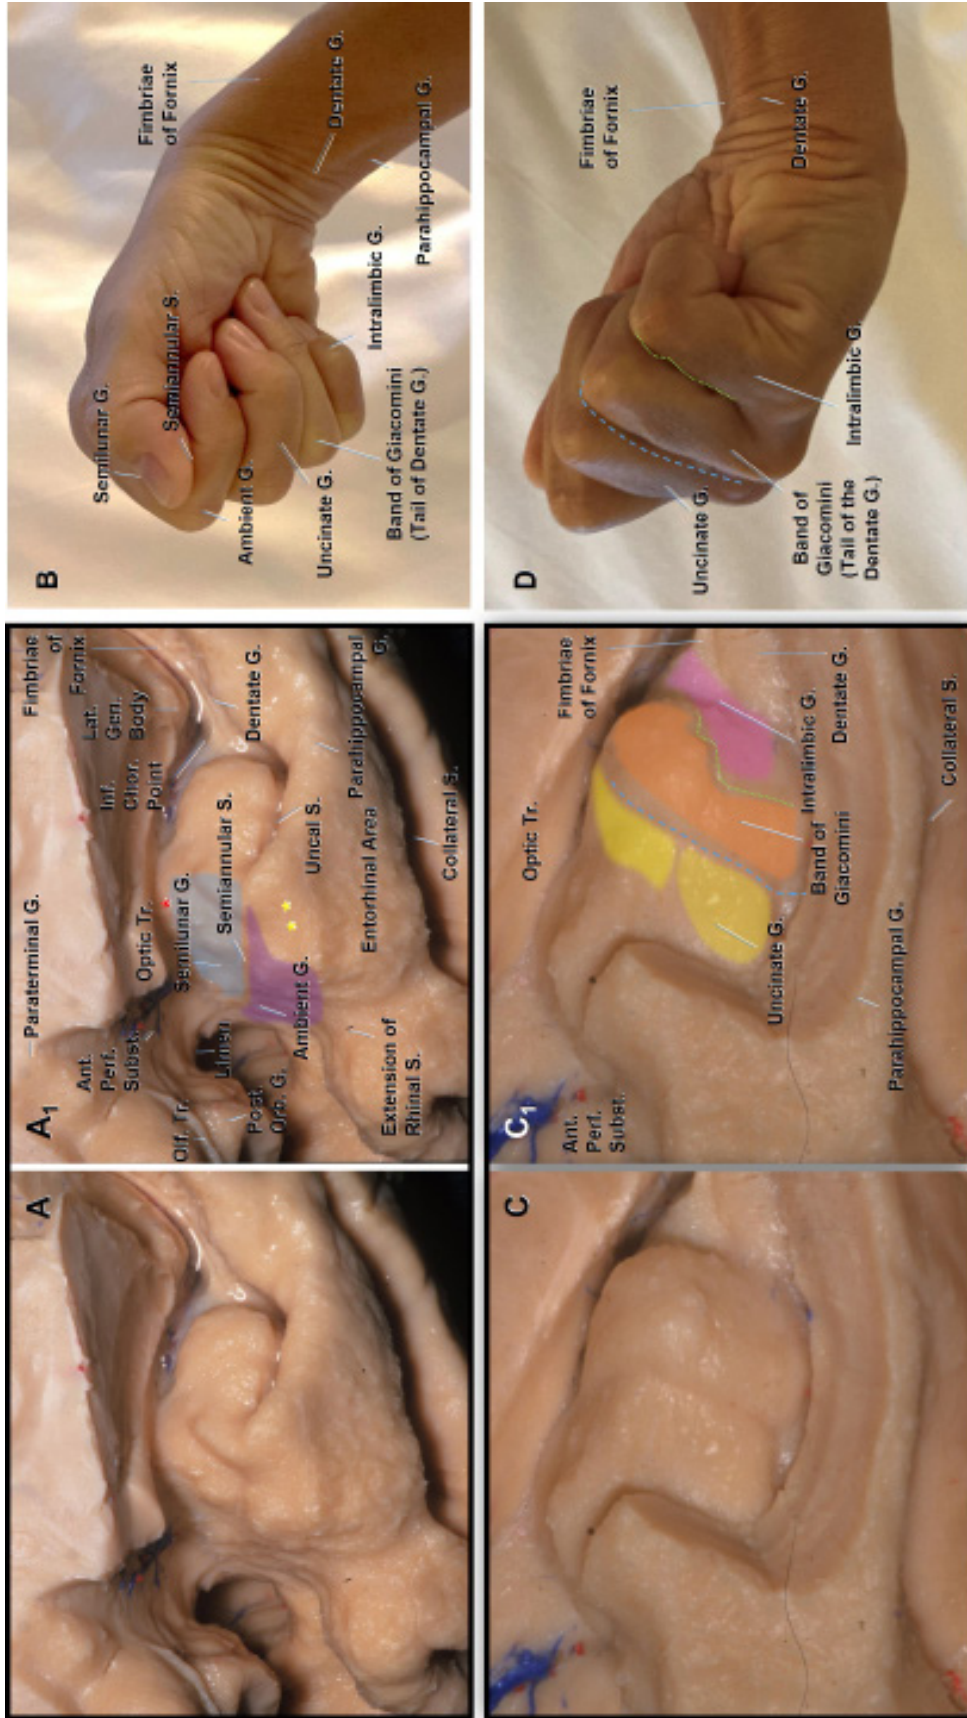 A
A1
Paraterminal G.
Ant.
Perf.
Subst.
Optic Tr.
Inf.
Chor.
Point
Lat.
Gen.
Body
Fimbriae
of
Fornix
Olf. Tr.
Limen
Semilunar G.
Semiannular S.
Dentate G.
Post.
Orb. G.
Ambient G.
Uncal S.
Parahippocampal
G.
Extension of
Rhinal S.
Entorhinal Area
Collateral S.
B
Semilunar G.
Semiannular S.
Fimbriae
of Fornix
Ambient G.
Dentate G.
Uncinate G.
Intralimbic G.
Parahippocampal G.
Band of Giacomini
(Tail of Dentate G.)
C
C1
Ant.
Perf.
Subst.
Optic Tr.
Fimbriae
of Fornix
Uncinate G.
Band of
Giacomini
Intralimbic G.
Dentate G.
Parahippocampal G.
Collateral S.
D
Fimbriae
of Fornix
Uncinate G.
Dentate G.
Band of
Giacomini
(Tail of the
Dentate G.)
Intralimbic G.